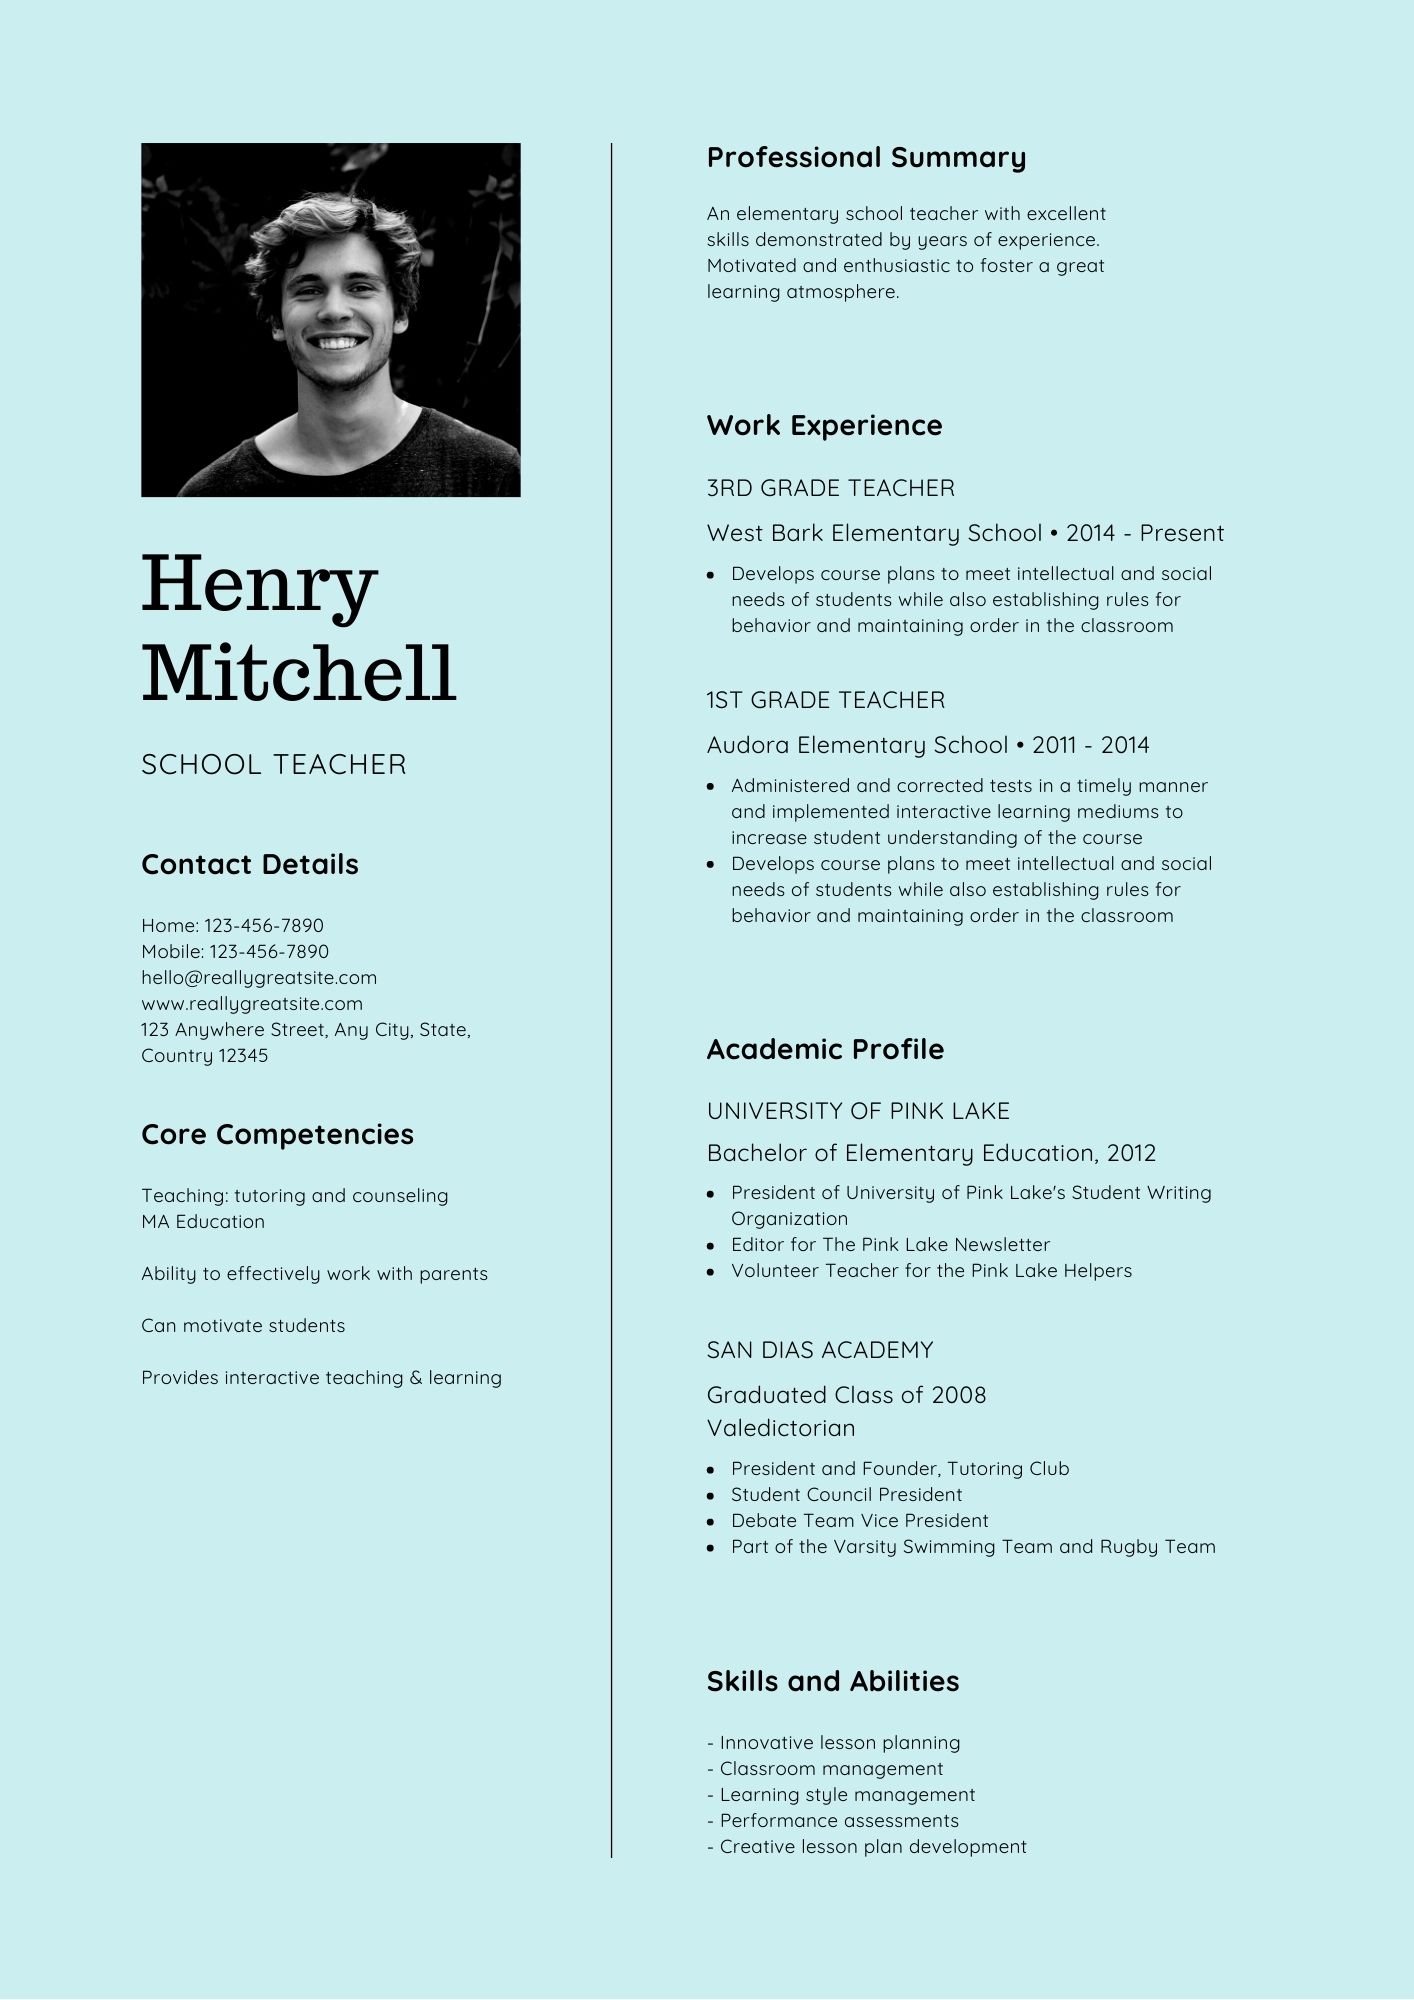 Henry
Mitchell
SCHOOL TEACHER
Contact Details
Home: 123-456-7890
Mobile: 123-456-7890
hello@reallygreatsite.com
www.reallygreatsite.com
123 Anywhere Street, Any City, State,
Country 12345
Core Competencies
Teaching: tutoring and counseling
MA Education
Ability to effectively work with parents
Can motivate students
Provides interactive teaching & learning
Professional Summary
An elementary school teacher with excellent
skills demonstrated by years of experience.
Motivated and enthusiastic to foster a great
learning atmosphere.
Work Experience
3RD GRADE TEACHER
West Bark Elementary School • 2014 - Present
• Develops course plans to meet intellectual and social
needs of students while also establishing rules for
behavior and maintaining order in the classroom
1ST GRADE TEACHER
Audora Elementary School • 2011 - 2014
• Administered and corrected tests in a timely manner
and implemented interactive learning mediums to
increase student understanding of the course
• Develops course plans to meet intellectual and social
needs of students while also establishing rules for
behavior and maintaining order in the classroom
Academic Profile
UNIVERSITY OF PINK LAKE
Bachelor of Elementary Education, 2012
• President of University of Pink Lake's Student Writing
Organization
• Editor for The Pink Lake Newsletter
• Volunteer Teacher for the Pink Lake Helpers
SAN DIAS ACADEMY
Graduated Class of 2008
Valedictorian
• President and Founder, Tutoring Club
• Student Council President
• Debate Team Vice President
• Part of the Varsity Swimming Team and Rugby Team
Skills and Abilities
- Innovative lesson planning
- Classroom management
- Learning style management
- Performance assessments
- Creative lesson plan development